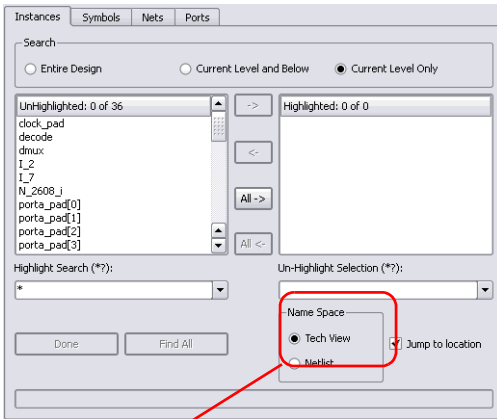 Instances Symbols Nets Ports
Search
Entire Design Current Level and Below Current Level Only
UnHighlighted: 0 of 36
clock_pad
decode
dmux
I_2
I_7
N_2608_i
porta_pad[0]
porta_pad[1]
porta_pad[2]
porta_pad[3]
->
<-
All ->
All <-
Highlighted: 0 of 0
Highlight Search (*?):
*
Un-Highlight Selection (*?):
Done Find All
Name Space
Tech View
Netlist
Jump to location